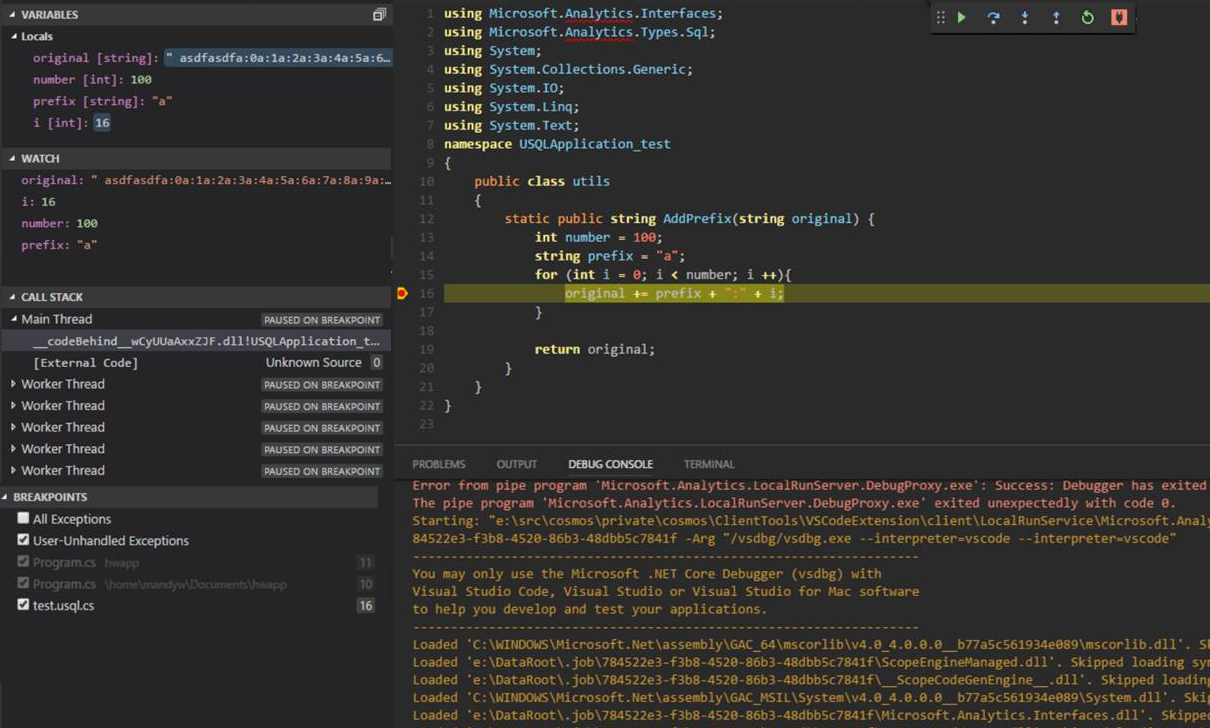 VARIABLES
Locals
original [string]: " asdfasdfa:0a:1a:2a:3a:4a:5a:6…
number [int]: 100
prefix [string]: "a"
i [int]: 16
WATCH
original: " asdfasdfa:0a:1a:2a:3a:4a:5a:6a:7a:8a:9a:…
i: 16
number: 100
prefix: "a"
CALL STACK
Main Thread PAUSED ON BREAKPOINT
__codeBehind__wCyUUaAxxZJF.dll!USQLApplication_t…
[External Code] Unknown Source 0
Worker Thread PAUSED ON BREAKPOINT
Worker Thread PAUSED ON BREAKPOINT
Worker Thread PAUSED ON BREAKPOINT
Worker Thread PAUSED ON BREAKPOINT
Worker Thread PAUSED ON BREAKPOINT
BREAKPOINTS
All Exceptions
User-Unhandled Exceptions
Program.cs hwapp 11
Program.cs \home\mandyw\Documents\hwapp 10
test.usql.cs 16
1 using Microsoft.Analytics.Interfaces;
2 using Microsoft.Analytics.Types.Sql;
3 using System;
4 using System.Collections.Generic;
5 using System.IO;
6 using System.Linq;
7 using System.Text;
8 namespace USQLApplication_test
9 {
10 public class utils
11 {
12 static public string AddPrefix(string original) {
13 int number = 100;
14 string prefix = "a";
15 for (int i = 0; i < number; i ++){
16 original += prefix + ":" + i;
17 }
18
19 return original;
20 }
21 }
22 }
23
PROBLEMS OUTPUT DEBUG CONSOLE TERMINAL
Error from pipe program 'Microsoft.Analytics.LocalRunServer.DebugProxy.exe': Success: Debugger has exited
The pipe program 'Microsoft.Analytics.LocalRunServer.DebugProxy.exe' exited unexpectedly with code 0.
Starting: "e:\src\cosmos\private\cosmos\ClientTools\VSCodeExtension\client\LocalRunService\Microsoft.Analy
84522e3-f3b8-4520-86b3-48dbb5c7841f -Arg "/vsdbg/vsdbg.exe --interpreter=vscode --interpreter=vscode"
-------------------------------------------------------------------
You may only use the Microsoft .NET Core Debugger (vsdbg) with
Visual Studio Code, Visual Studio or Visual Studio for Mac software
to help you develop and test your applications.
-------------------------------------------------------------------
Loaded 'C:\WINDOWS\Microsoft.Net\assembly\GAC_64\mscorlib\v4.0_4.0.0.0__b77a5c561934e089\mscorlib.dll'. Sk
Loaded 'e:\DataRoot\.job\784522e3-f3b8-4520-86b3-48dbb5c7841f\ScopeEngineManaged.dll'. Skipped loading sym
Loaded 'e:\DataRoot\.job\784522e3-f3b8-4520-86b3-48dbb5c7841f\__ScopeCodeGenEngine__.dll'. Skipped loading
Loaded 'C:\WINDOWS\Microsoft.Net\assembly\GAC_MSIL\System\v4.0_4.0.0.0__b77a5c561934e089\System.dll'. Skip
Loaded 'e:\DataRoot\.job\784522e3-f3b8-4520-86b3-48dbb5c7841f\Microsoft.Analytics.Interfaces.dll'. Skipped